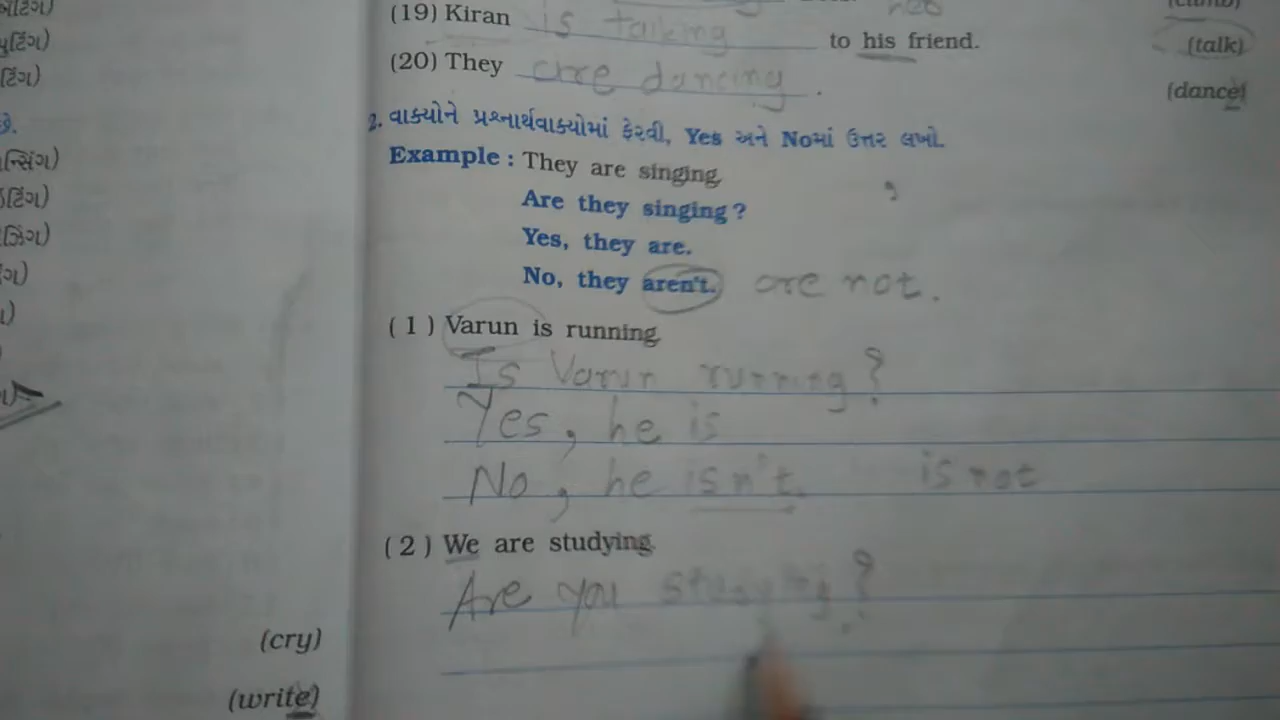 (19) Kiran is talking to his friend. (talk)
(20) They are dancing. (dance)
2. વાક્યોને પ્રશ્નાર્થવાક્યોમાં ફેરવી, Yes અને Noમાં ઉત્તર લખો.
Example : They are singing.
Are they singing?
Yes, they are.
No, they aren't. are not.
( 1 ) Varun is running.
Is Varun running?
Yes, he is
No, he isn't is not
( 2 ) We are studying.
Are you studying?
(cry)
(write)